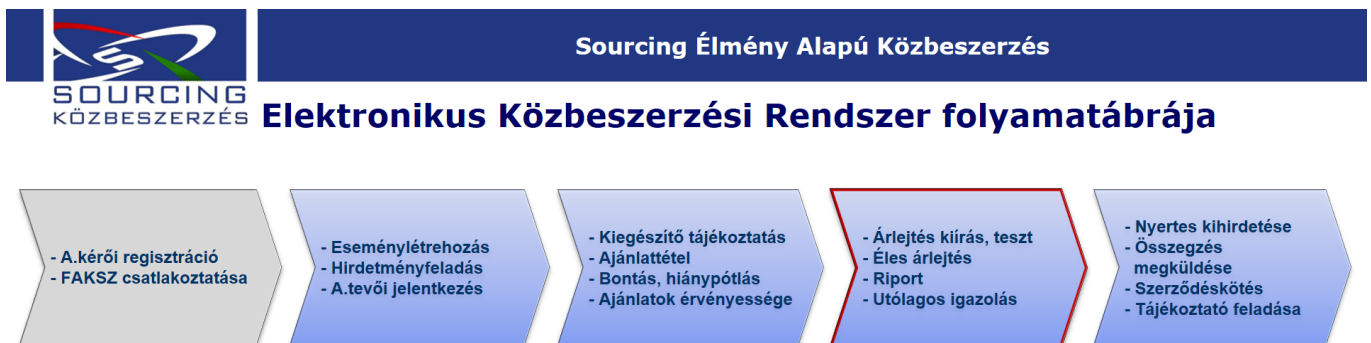 Sourcing Élmény Alapú Közbeszerzés
SOURCING
KÖZBESZERZÉS
Elektronikus Közbeszerzési Rendszer folyamatábrája
- A.kérői regisztráció
- FAKSZ csatlakoztatása
- Eseménylétrehozás
- Hirdetményfeladás
- A.tevői jelentkezés
- Kiegészítő tájékoztatás
- Ajánlattétel
- Bontás, hiánypótlás
- Ajánlatok érvényessége
- Árlejtés kiírás, teszt
- Éles árlejtés
- Riport
- Utólagos igazolás
- Nyertes kihirdetése
- Összegzés
megküldése
- Szerződéskötés
- Tájékoztató feladása